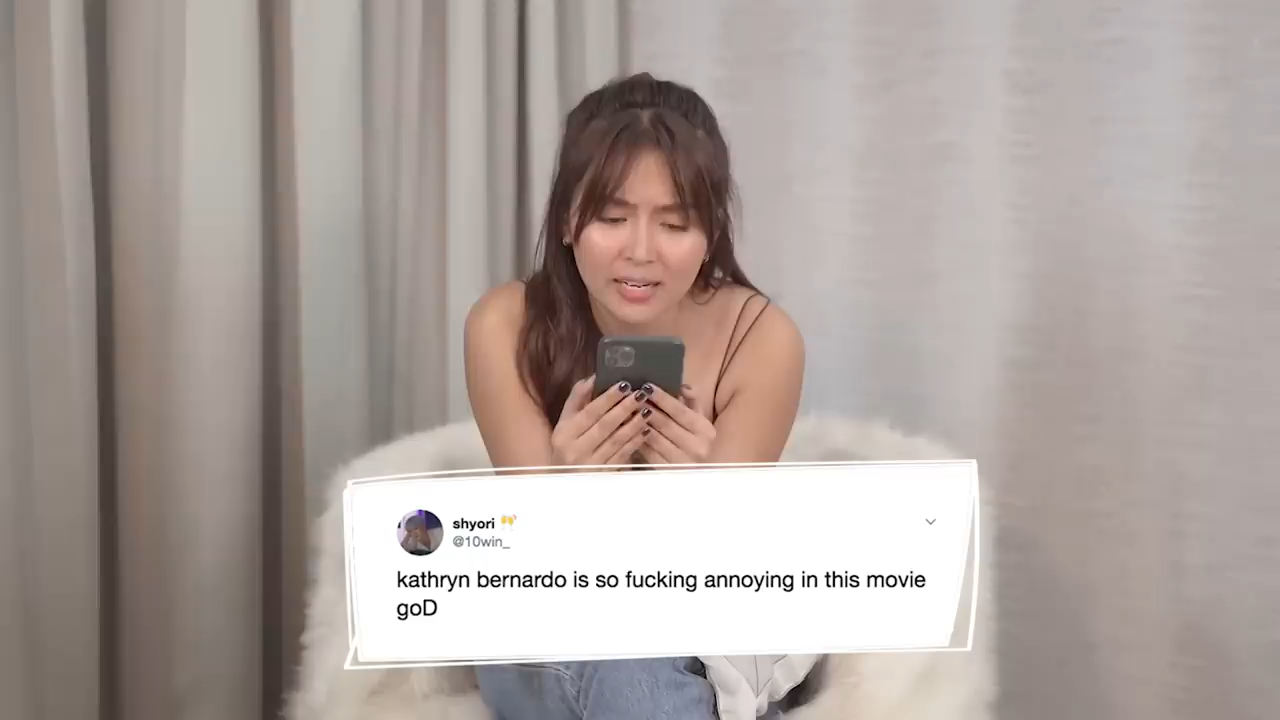 shyori 🥂
@10win_
kathryn bernardo is so fucking annoying in this movie
goD